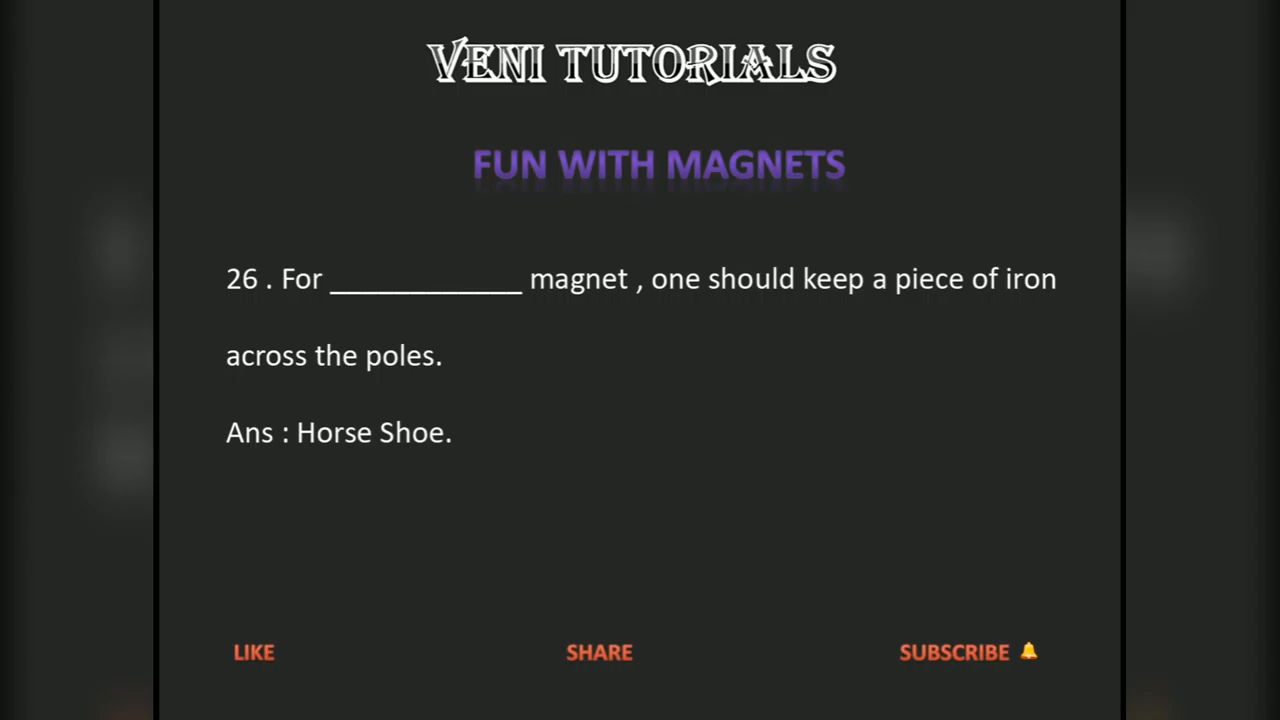 VENI TUTORIALS
FUN WITH MAGNETS
26 . For ____________ magnet , one should keep a piece of iron
across the poles.
Ans : Horse Shoe.
LIKE SHARE SUBSCRIBE 🔔